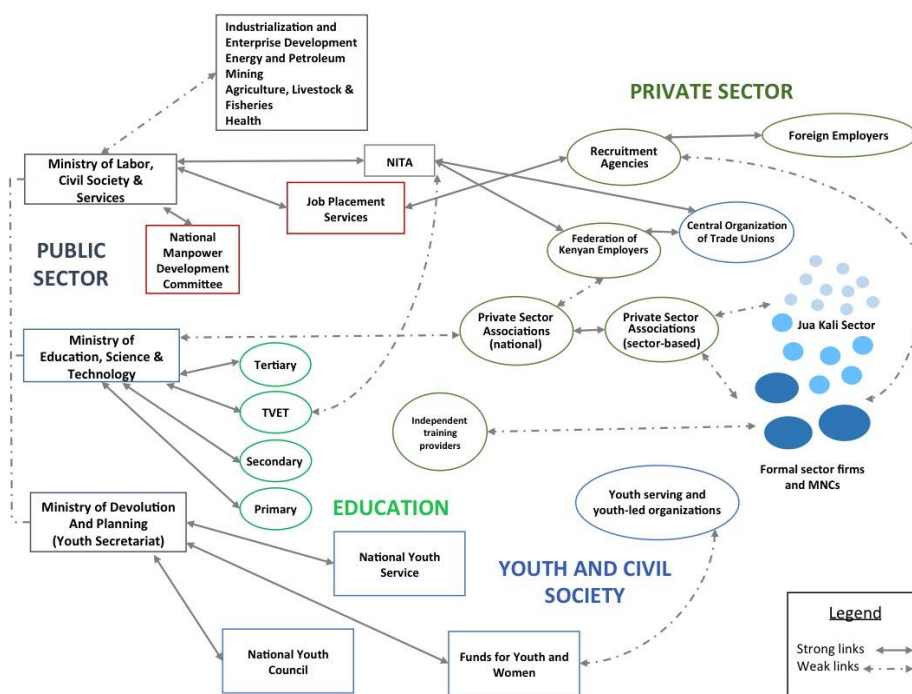 Industrialization and
Enterprise Development
Energy and Petroleum
Mining
Agriculture, Livestock &
Fisheries
Health
PRIVATE SECTOR
Foreign Employers
Recruitment
Agencies
NITA
Ministry of Labor,
Civil Society &
Services
Job Placement
Services
National
Manpower
Development
Committee
PUBLIC
SECTOR
Federation of
Kenyan Employers
Central Organization
of Trade Unions
Private Sector
Associations
(national)
Private Sector
Associations
(sector-based)
Jua Kali Sector
Ministry of
Education, Science &
Technology
Tertiary
TVET
Secondary
Primary
EDUCATION
Independent
training
providers
Formal sector firms
and MNCs
Ministry of Devolution
And Planning
(Youth Secretariat)
Youth serving and
youth-led organizations
National Youth
Service
YOUTH AND CIVIL
SOCIETY
National Youth
Council
Funds for Youth and
Women
Legend
Strong links
Weak links